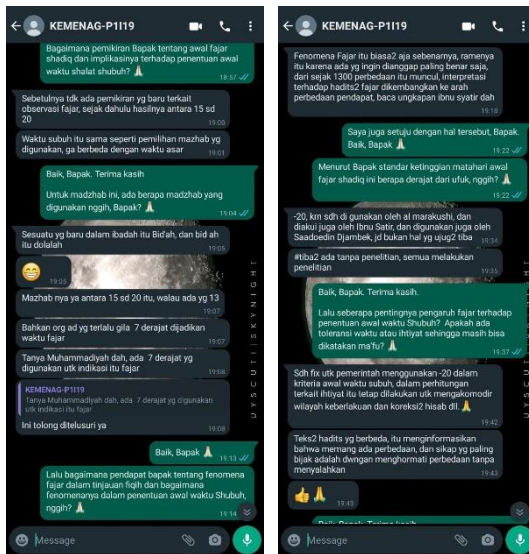 KEMENAG-P1I19
Bagaimana pemikiran Bapak tentang awal fajar
shadiq dan implikasinya terhadap penentuan awal
waktu shalat shubuh? 🙏🏻
18:57
Sebetulnya tdk ada pemikiran yg baru terkait
observasi fajar, sejak dahulu hasilnya antara 15 sd
20
19:00
Waktu subuh itu sama seperti pemilihan mazhab yg
digunakan, ga berbeda dengan waktu asar
19:01
Baik, Bapak. Terima kasih
Untuk madzhab ini, ada berapa madzhab yang
digunakan nggih, Bapak? 🙏🏻
19:04
Sesuatu yg baru dalam ibadah itu Bid'ah, dan bid ah
itu dolalah
19:05
😁
19:05
Mazhab nya ya antara 15 sd 20 itu, walau ada yg 13
19:07
Bahkan org ad yg terlalu gila 7 derajat dijadikan
waktu fajar
19:07
Tanya Muhammadiyah dah, ada 7 derajat yg
digunakan utk indikasi itu fajar
19:08
KEMENAG-P1I19
Tanya Muhammadiyah dah, ada 7 derajat yg
digunakan utk indikasi itu fajar
Ini tolong ditelusuri ya
19:08
Baik, Bapak 🙏🏻
19:13
Lalu bagaimana pendapat bapak tentang fenomena
fajar dalam tinjauan fiqih dan bagaimana
fenomenanya dalam penentuan awal waktu Shubuh,
nggih? 🙏🏻
19:14
UYSCUTI | SKYNIGHT
Message
KEMENAG-P1I19
Fenomena Fajar itu biasa2 aja sebenarnya, ramenya
itu karena ada yg ingin dianggap paling benar saja,
dari sejak 1300 perbedaan itu muncul, interpretasi
terhadap hadits2 fajar dikembangkan ke arah
perbedaan pendapat, baca ungkapan ibnu syatir dah
19:18
Saya juga setuju dengan hal tersebut, Bapak.
Baik, Bapak 🙏🏻
19:22
Menurut Bapak standar ketinggian matahari awal
fajar shadiq ini berapa derajat dari ufuk, nggih? 🙏🏻
19:22
-20, krn sdh di gunakan oleh al marakushi, dan
diakui juga oleh Ibnu Satir, dan digunakan juga oleh
Saadoedin Djambek, jd bukan hal yg ujug2 tiba
19:34
#tiba2 ada tanpa penelitian, semua melakukan
penelitian
19:35
Baik, Bapak. Terima kasih.
Lalu seberapa pentingnya pengaruh fajar terhadap
penentuan awal waktu Shubuh? Apakah ada
toleransi waktu atau ihtiyat sehingga masih bisa
dikatakan ma'fu? 🙏🏻
19:37
Sdh fix utk pemerintah menggunakan -20 dalam
kriteria awal waktu subuh, dalam perhitungan
terkait ihtiyat itu tetap dilakukan utk mengakomodir
wilayah keberlakuan dan koreksi2 hisab dll. 🙏
19:42
Teks2 hadits yg berbeda, itu menginformasikan
bahwa memang ada perbedaan, dan sikap yg paling
bijak adalah dwngan menghormati perbedaan tanpa
menyalahkan
19:43
👍🙏
19:43
UYSCUTI | SKYNIGHT
Message